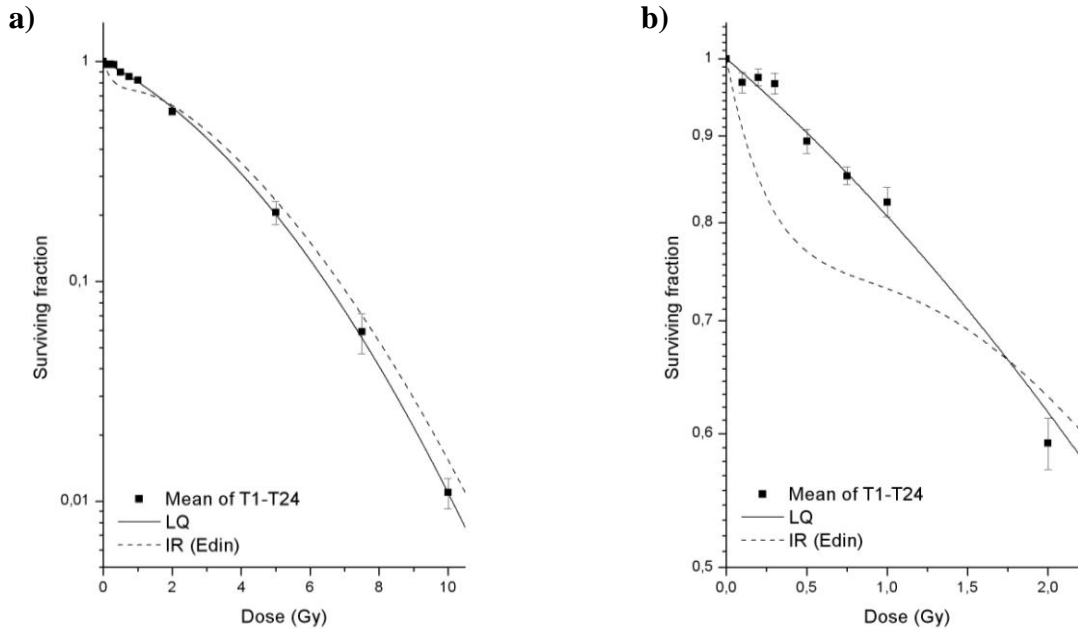 a)
1
0,1
0,01
Surviving fraction
Mean of T1-T24
LQ
IR (Edin)
0 2 4 6 8 10
Dose (Gy)
b)
1
0,9
0,8
0,7
0,6
0,5
Surviving fraction
Mean of T1-T24
LQ
IR (Edin)
0,0 0,5 1,0 1,5 2,0
Dose (Gy)